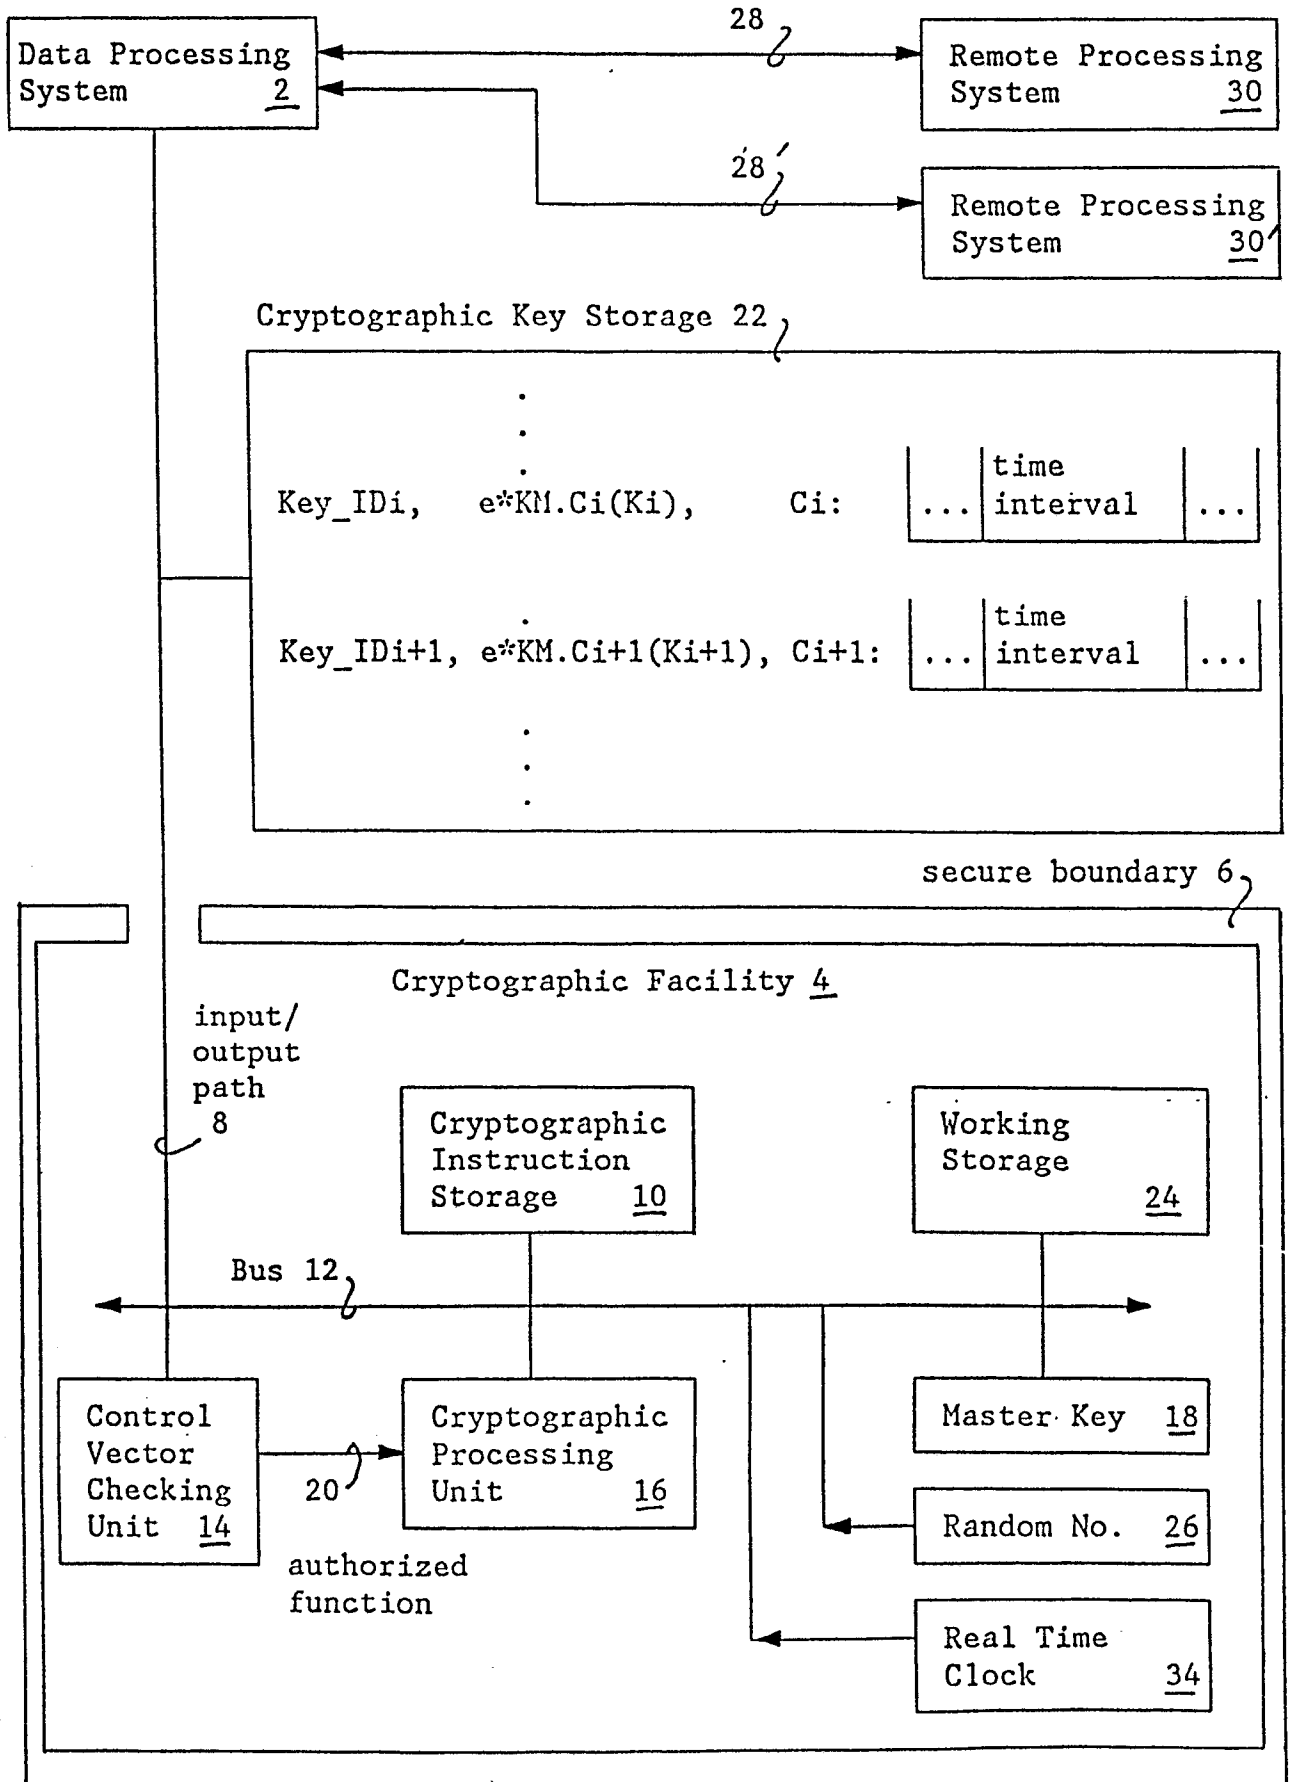 28
Data Processing
System 2
Remote Processing
System 30
28'
Remote Processing
System 30'
Cryptographic Key Storage 22
.
.
.
Key_IDi, e*KM.Ci(Ki), Ci: ... time
interval ...
.
Key_IDi+1, e*KM.Ci+1(Ki+1), Ci+1: ... time
interval ...
.
.
.
secure boundary 6
Cryptographic Facility 4
input/
output
path
8
Cryptographic
Instruction
Storage 10
Working
Storage
24
Bus 12
Control
Vector
Checking
Unit 14
20
authorized
function
Cryptographic
Processing
Unit 16
Master Key 18
Random No. 26
Real Time
Clock 34